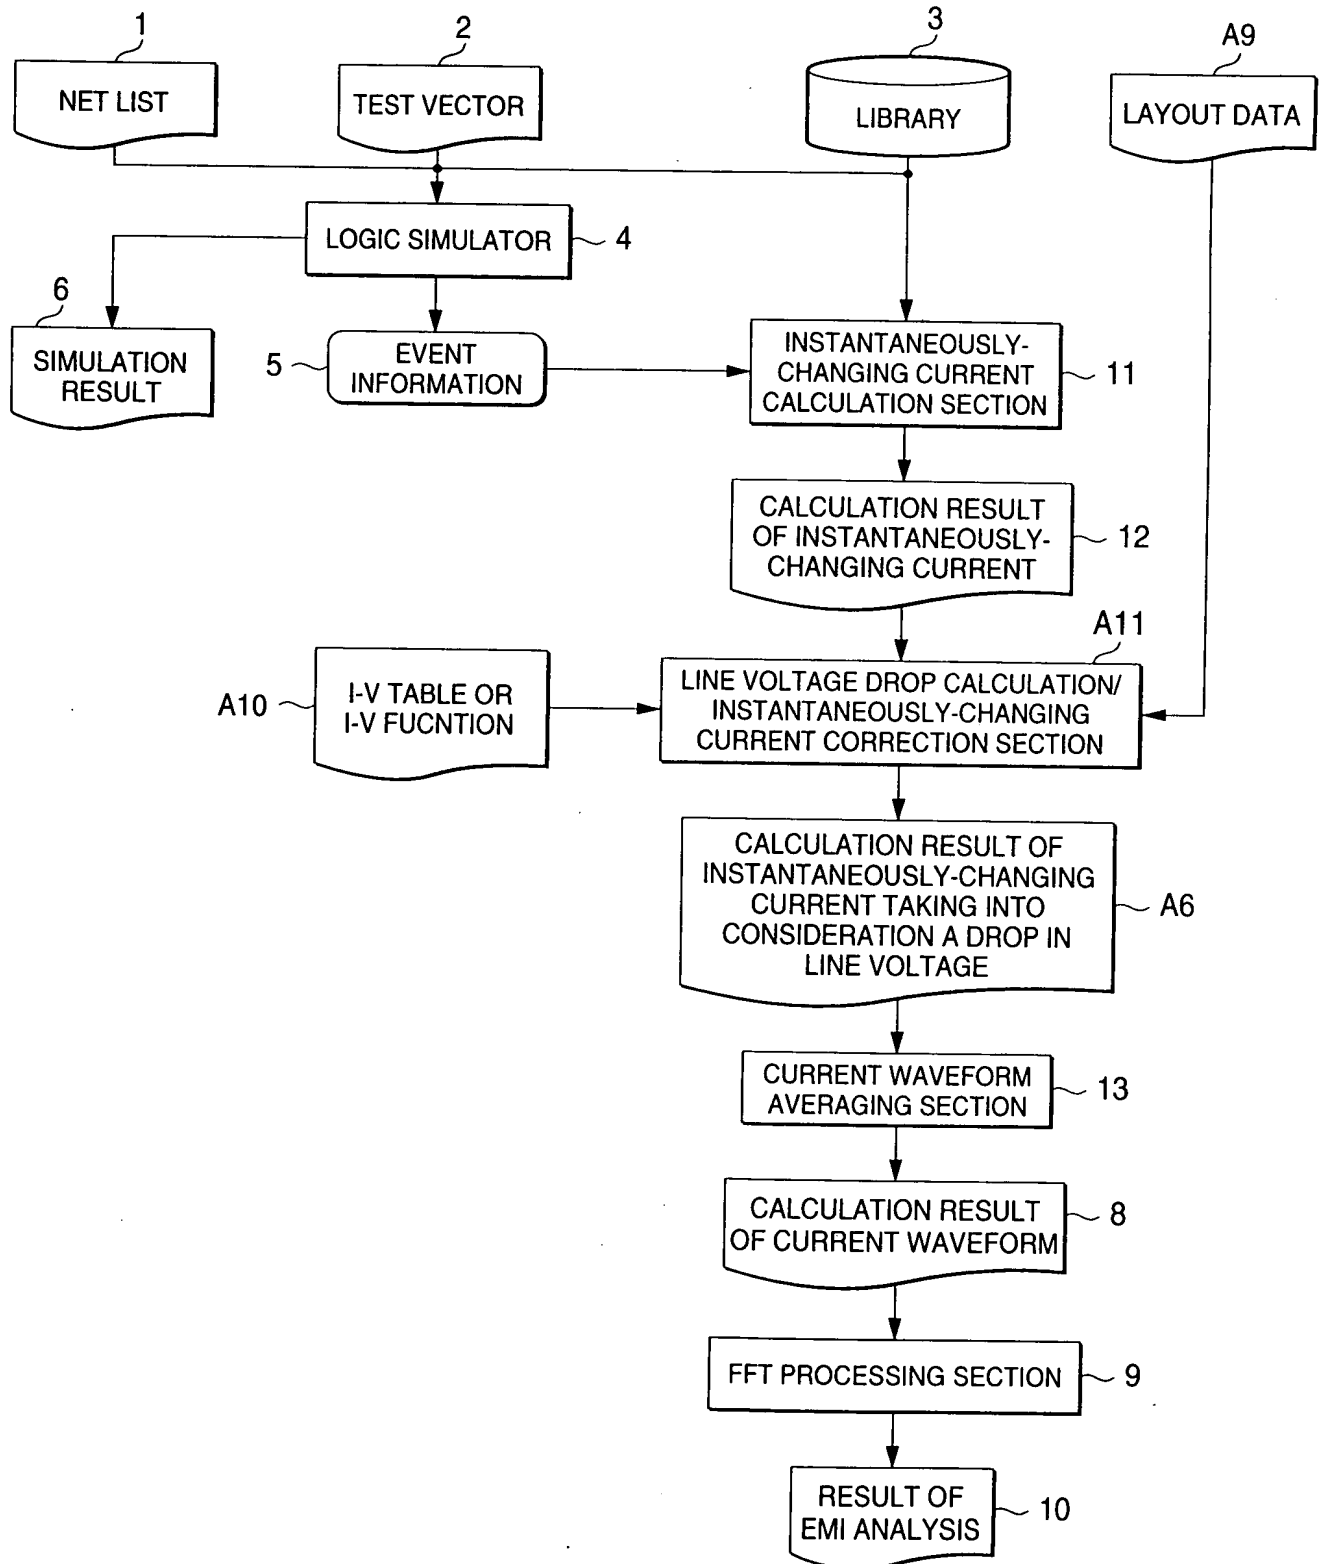 1
2
3
A9
NET LIST
TEST VECTOR
LIBRARY
LAYOUT DATA
LOGIC SIMULATOR
4
6
SIMULATION
RESULT
5
EVENT
INFORMATION
INSTANTANEOUSLY-
CHANGING CURRENT
CALCULATION SECTION
11
CALCULATION RESULT
OF INSTANTANEOUSLY-
CHANGING CURRENT
12
A11
A10
I-V TABLE OR
I-V FUCNTION
LINE VOLTAGE DROP CALCULATION/
INSTANTANEOUSLY-CHANGING
CURRENT CORRECTION SECTION
CALCULATION RESULT OF
INSTANTANEOUSLY-CHANGING
CURRENT TAKING INTO
CONSIDERATION A DROP IN
LINE VOLTAGE
A6
CURRENT WAVEFORM
AVERAGING SECTION
13
CALCULATION RESULT
OF CURRENT WAVEFORM
8
FFT PROCESSING SECTION
9
RESULT OF
EMI ANALYSIS
10